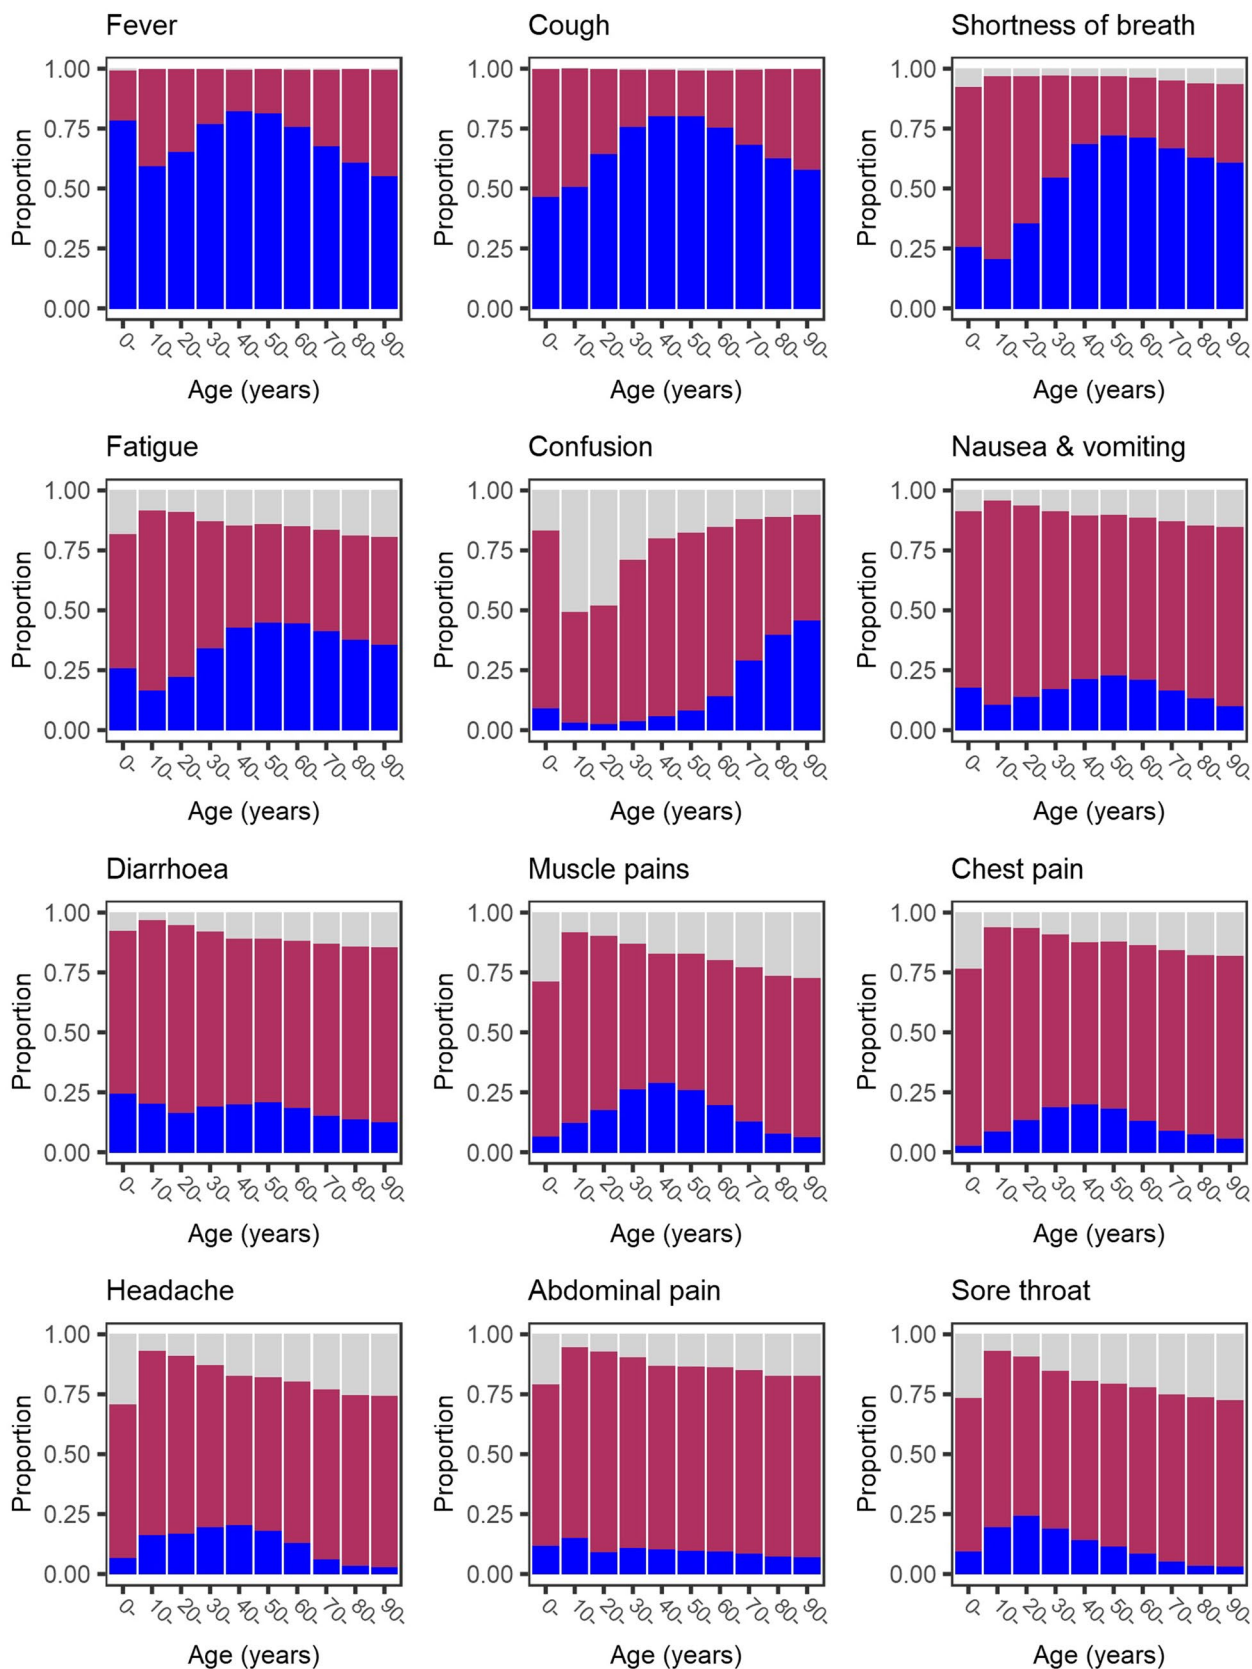 Fever Cough Shortness of breath
1.00 1.00 1.00
0.75 0.75 0.75
0.50 0.50 0.50
0.25 0.25 0.25
0.00 0.00 0.00
Proportion Proportion Proportion
0- 10- 20- 30- 40- 50- 60- 70- 80- 90- 0- 10- 20- 30- 40- 50- 60- 70- 80- 90- 0- 10- 20- 30- 40- 50- 60- 70- 80- 90-
Age (years) Age (years) Age (years)
Fatigue Confusion Nausea & vomiting
1.00 1.00 1.00
0.75 0.75 0.75
0.50 0.50 0.50
0.25 0.25 0.25
0.00 0.00 0.00
Proportion Proportion Proportion
0- 10- 20- 30- 40- 50- 60- 70- 80- 90- 0- 10- 20- 30- 40- 50- 60- 70- 80- 90- 0- 10- 20- 30- 40- 50- 60- 70- 80- 90-
Age (years) Age (years) Age (years)
Diarrhoea Muscle pains Chest pain
1.00 1.00 1.00
0.75 0.75 0.75
0.50 0.50 0.50
0.25 0.25 0.25
0.00 0.00 0.00
Proportion Proportion Proportion
0- 10- 20- 30- 40- 50- 60- 70- 80- 90- 0- 10- 20- 30- 40- 50- 60- 70- 80- 90- 0- 10- 20- 30- 40- 50- 60- 70- 80- 90-
Age (years) Age (years) Age (years)
Headache Abdominal pain Sore throat
1.00 1.00 1.00
0.75 0.75 0.75
0.50 0.50 0.50
0.25 0.25 0.25
0.00 0.00 0.00
Proportion Proportion Proportion
0- 10- 20- 30- 40- 50- 60- 70- 80- 90- 0- 10- 20- 30- 40- 50- 60- 70- 80- 90- 0- 10- 20- 30- 40- 50- 60- 70- 80- 90-
Age (years) Age (years) Age (years)